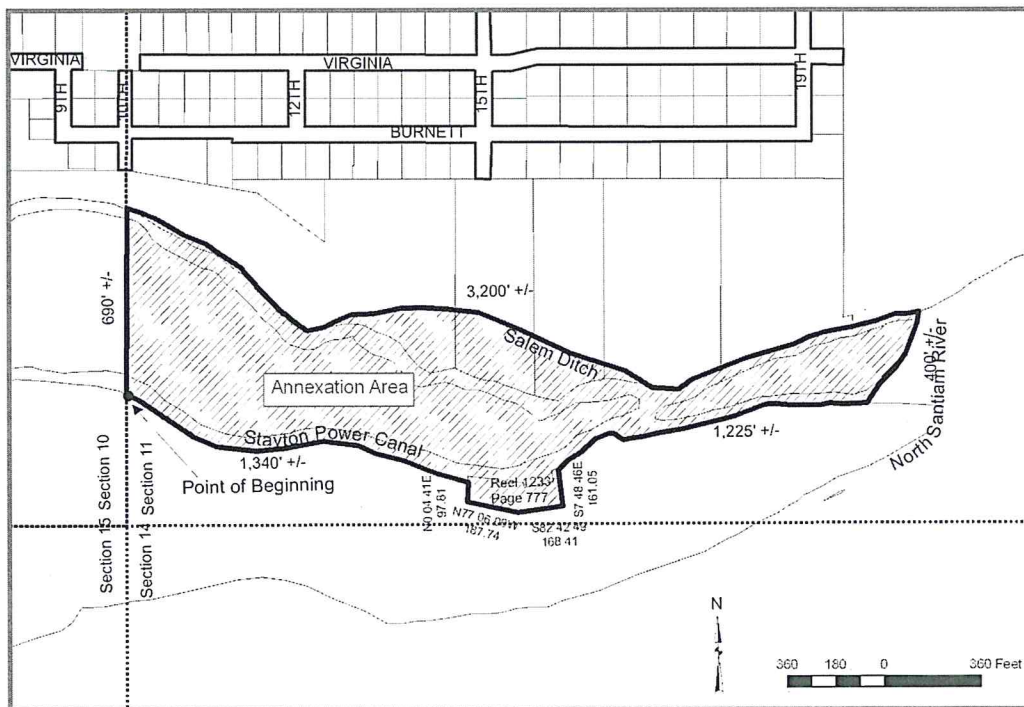 VIRGINIA
VIRGINIA
9TH
10TH
12TH
15TH
19TH
BURNETT
690' +/-
3,200' +/-
Salem Ditch
400' +/-
Annexation Area
North Santiam River
Stayton Power Canal
1,225' +/-
1,340' +/-
Point of Beginning
Reel 1233
Page 777
N0 04 41E
97.61
N77 06 09W
187.74
S82 42 49
168 41
S7 48 46E
161.05
Section 10
Section 11
Section 15
Section 14
N
360 180 0 360 Feet